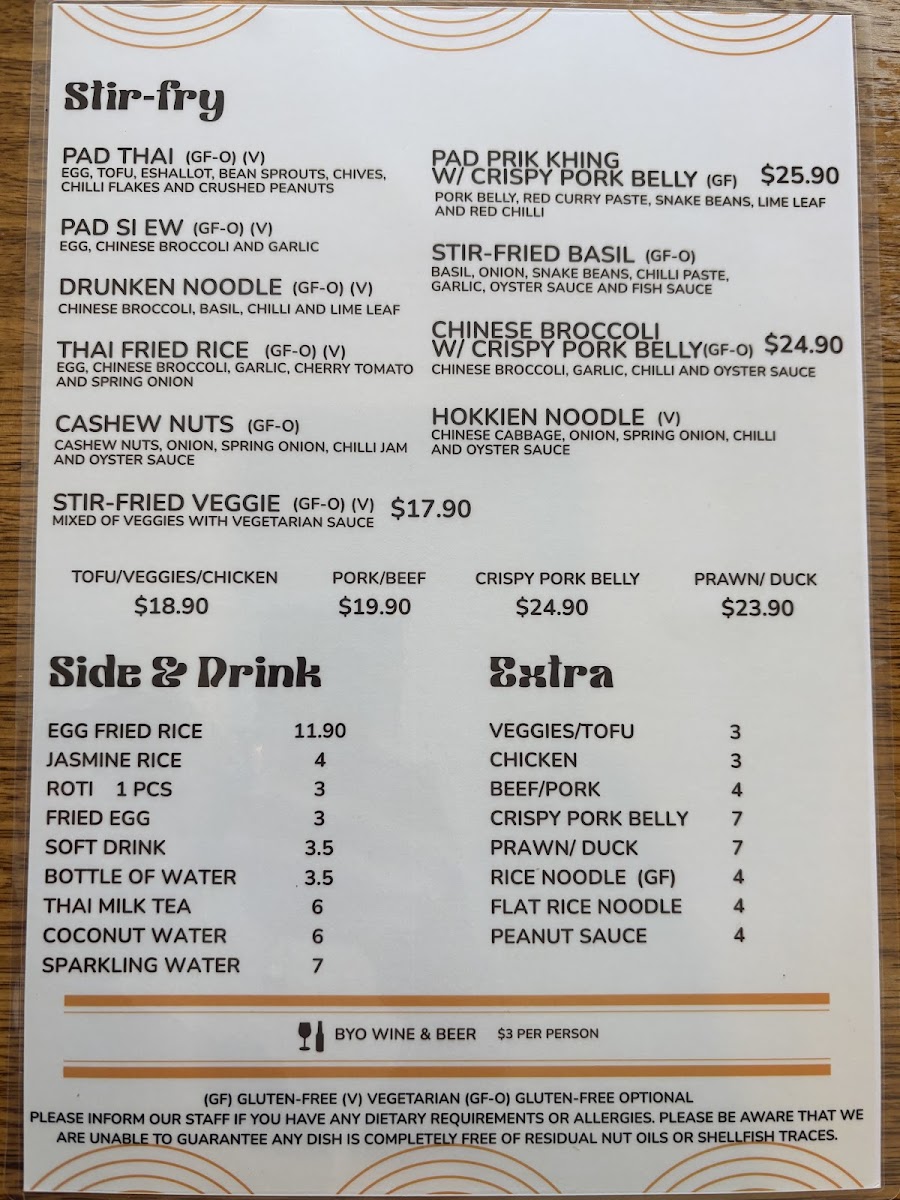 Stir-fry
PAD THAI (GF-O) (V)
EGG, TOFU, ESHALLOT, BEAN SPROUTS, CHIVES,
CHILLI FLAKES AND CRUSHED PEANUTS
PAD SI EW (GF-O) (V)
EGG, CHINESE BROCCOLI AND GARLIC
DRUNKEN NOODLE (GF-O) (V)
CHINESE BROCCOLI, BASIL, CHILLI AND LIME LEAF
THAI FRIED RICE (GF-O) (V)
EGG, CHINESE BROCCOLI, GARLIC, CHERRY TOMATO
AND SPRING ONION
CASHEW NUTS (GF-O)
CASHEW NUTS, ONION, SPRING ONION, CHILLI JAM
AND OYSTER SAUCE
STIR-FRIED VEGGIE (GF-O) (V) $17.90
MIXED OF VEGGIES WITH VEGETARIAN SAUCE
PAD PRIK KHING
W/ CRISPY PORK BELLY (GF) $25.90
PORK BELLY, RED CURRY PASTE, SNAKE BEANS, LIME LEAF
AND RED CHILLI
STIR-FRIED BASIL (GF-O)
BASIL, ONION, SNAKE BEANS, CHILLI PASTE,
GARLIC, OYSTER SAUCE AND FISH SAUCE
CHINESE BROCCOLI
W/ CRISPY PORK BELLY(GF-O) $24.90
CHINESE BROCCOLI, GARLIC, CHILLI AND OYSTER SAUCE
HOKKIEN NOODLE (V)
CHINESE CABBAGE, ONION, SPRING ONION, CHILLI
AND OYSTER SAUCE
TOFU/VEGGIES/CHICKEN PORK/BEEF CRISPY PORK BELLY PRAWN/ DUCK
$18.90 $19.90 $24.90 $23.90
Side & Drink
EGG FRIED RICE 11.90
JASMINE RICE 4
ROTI 1 PCS 3
FRIED EGG 3
SOFT DRINK 3.5
BOTTLE OF WATER 3.5
THAI MILK TEA 6
COCONUT WATER 6
SPARKLING WATER 7
Extra
VEGGIES/TOFU 3
CHICKEN 3
BEEF/PORK 4
CRISPY PORK BELLY 7
PRAWN/ DUCK 7
RICE NOODLE (GF) 4
FLAT RICE NOODLE 4
PEANUT SAUCE 4
BYO WINE & BEER $3 PER PERSON
(GF) GLUTEN-FREE (V) VEGETARIAN (GF-O) GLUTEN-FREE OPTIONAL
PLEASE INFORM OUR STAFF IF YOU HAVE ANY DIETARY REQUIREMENTS OR ALLERGIES. PLEASE BE AWARE THAT WE
ARE UNABLE TO GUARANTEE ANY DISH IS COMPLETELY FREE OF RESIDUAL NUT OILS OR SHELLFISH TRACES.